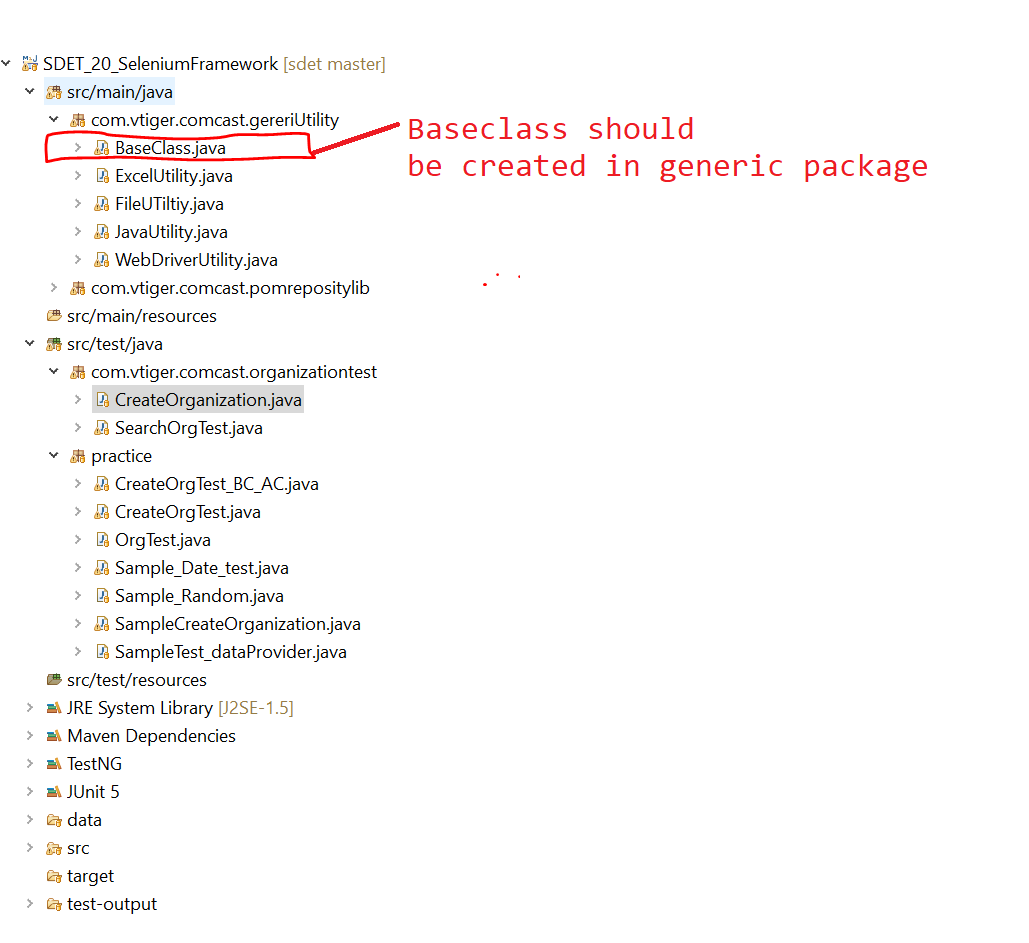 SDET_20_SeleniumFramework [sdet master]
src/main/java
com.vtiger.comcast.gereriUtility
BaseClass.java
Baseclass should
be created in generic package
ExcelUtility.java
FileUTiltiy.java
JavaUtility.java
WebDriverUtility.java
com.vtiger.comcast.pomrepositylib
src/main/resources
src/test/java
com.vtiger.comcast.organizationtest
CreateOrganization.java
SearchOrgTest.java
practice
CreateOrgTest_BC_AC.java
CreateOrgTest.java
OrgTest.java
Sample_Date_test.java
Sample_Random.java
SampleCreateOrganization.java
SampleTest_dataProvider.java
src/test/resources
JRE System Library [J2SE-1.5]
Maven Dependencies
TestNG
JUnit 5
data
src
target
test-output